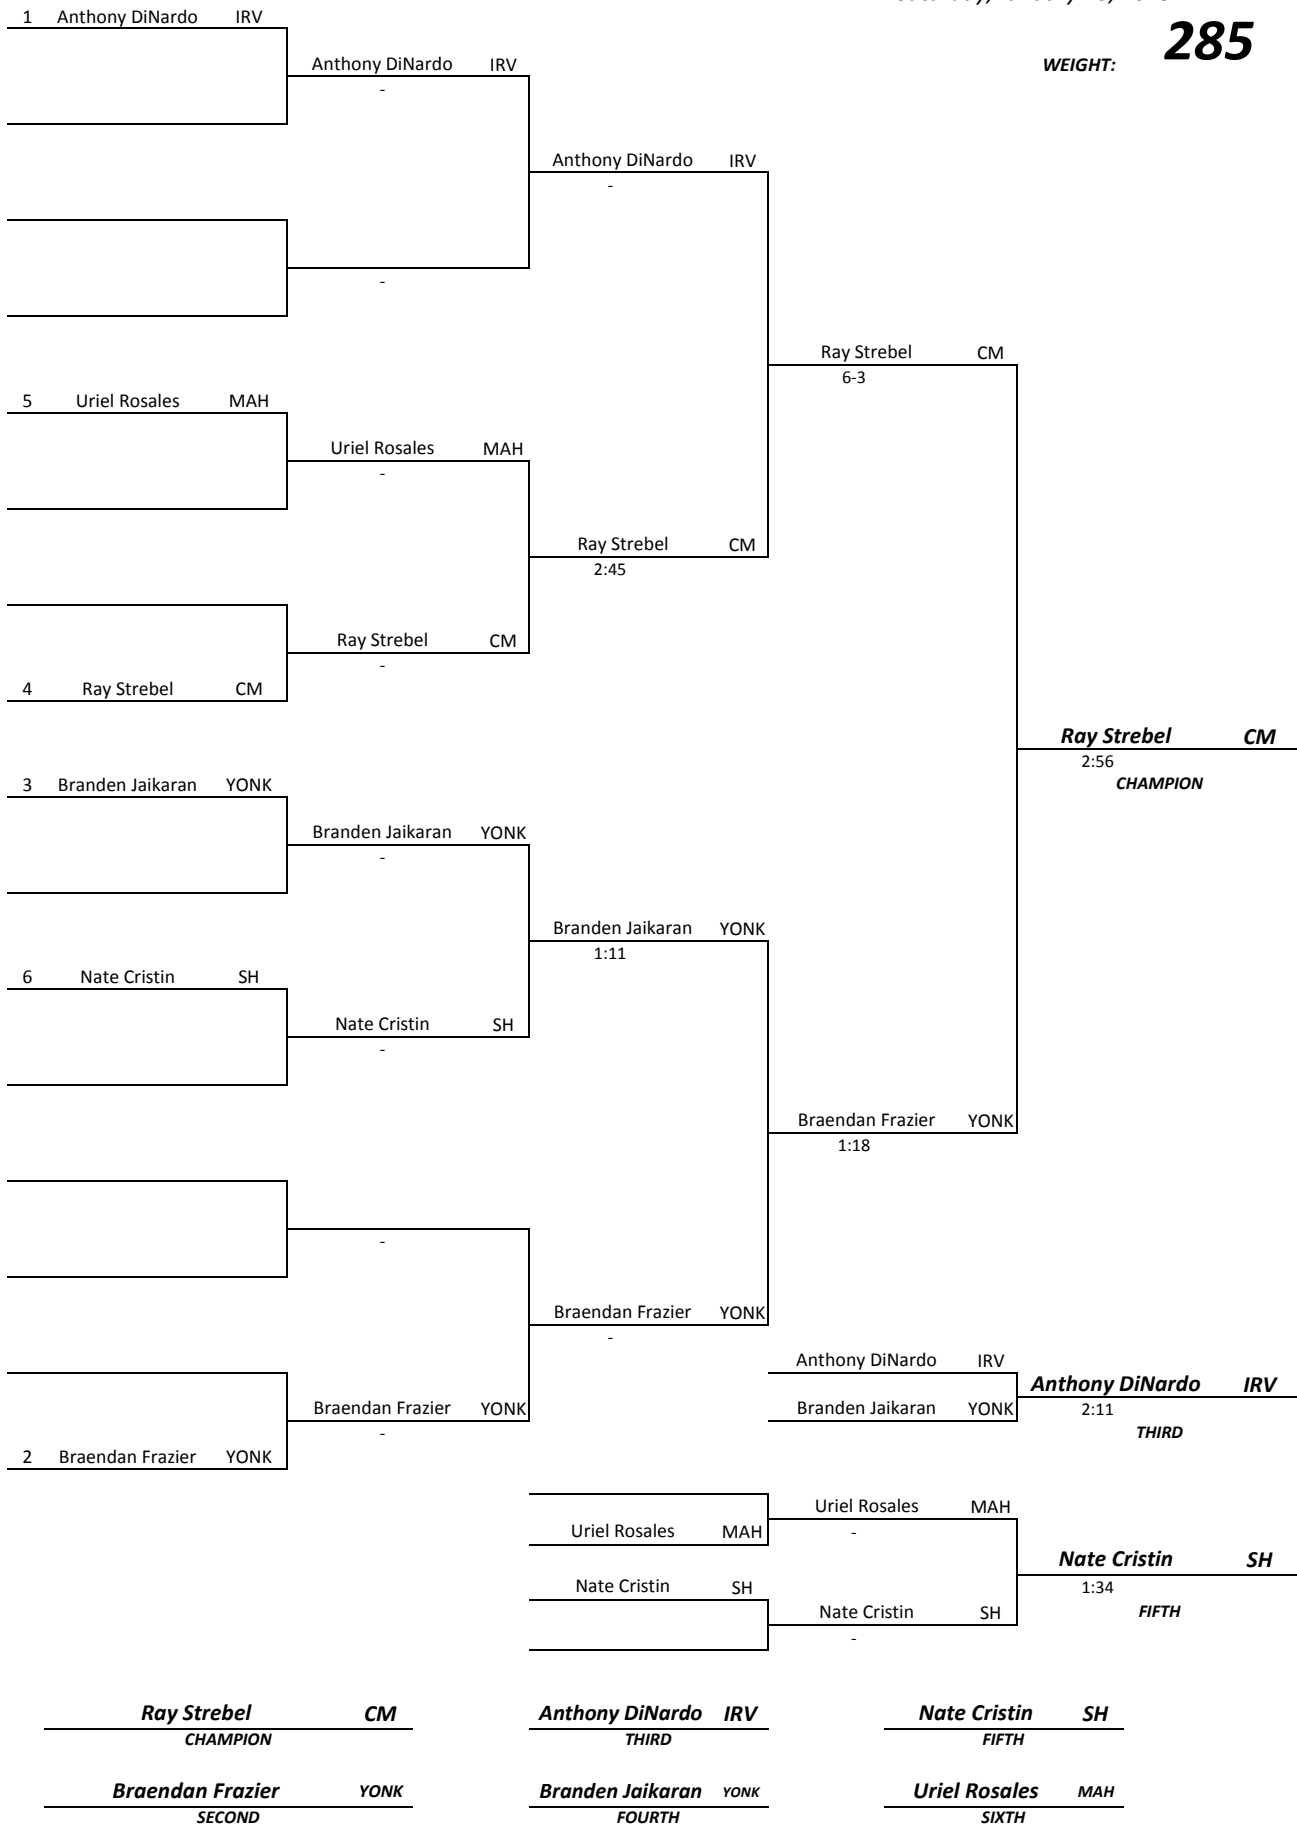 285
WEIGHT:
1 Anthony DiNardo IRV
Anthony DiNardo IRV
-
Anthony DiNardo IRV
-
-
Ray Strebel CM
6-3
5 Uriel Rosales MAH
Uriel Rosales MAH
-
Ray Strebel CM
2:45
Ray Strebel CM
-
4 Ray Strebel CM
Ray Strebel CM
2:56
CHAMPION
3 Branden Jaikaran YONK
Branden Jaikaran YONK
-
Branden Jaikaran YONK
1:11
6 Nate Cristin SH
Nate Cristin SH
-
Braendan Frazier YONK
1:18
-
Braendan Frazier YONK
-
Anthony DiNardo IRV
Anthony DiNardo IRV
Branden Jaikaran YONK
2:11
THIRD
Braendan Frazier YONK
-
2 Braendan Frazier YONK
Uriel Rosales MAH
-
Uriel Rosales MAH
Nate Cristin SH
1:34
FIFTH
Nate Cristin SH
Nate Cristin SH
-
Ray Strebel CM Anthony DiNardo IRV Nate Cristin SH
CHAMPION THIRD FIFTH
Braendan Frazier YONK Branden Jaikaran YONK Uriel Rosales MAH
SECOND FOURTH SIXTH